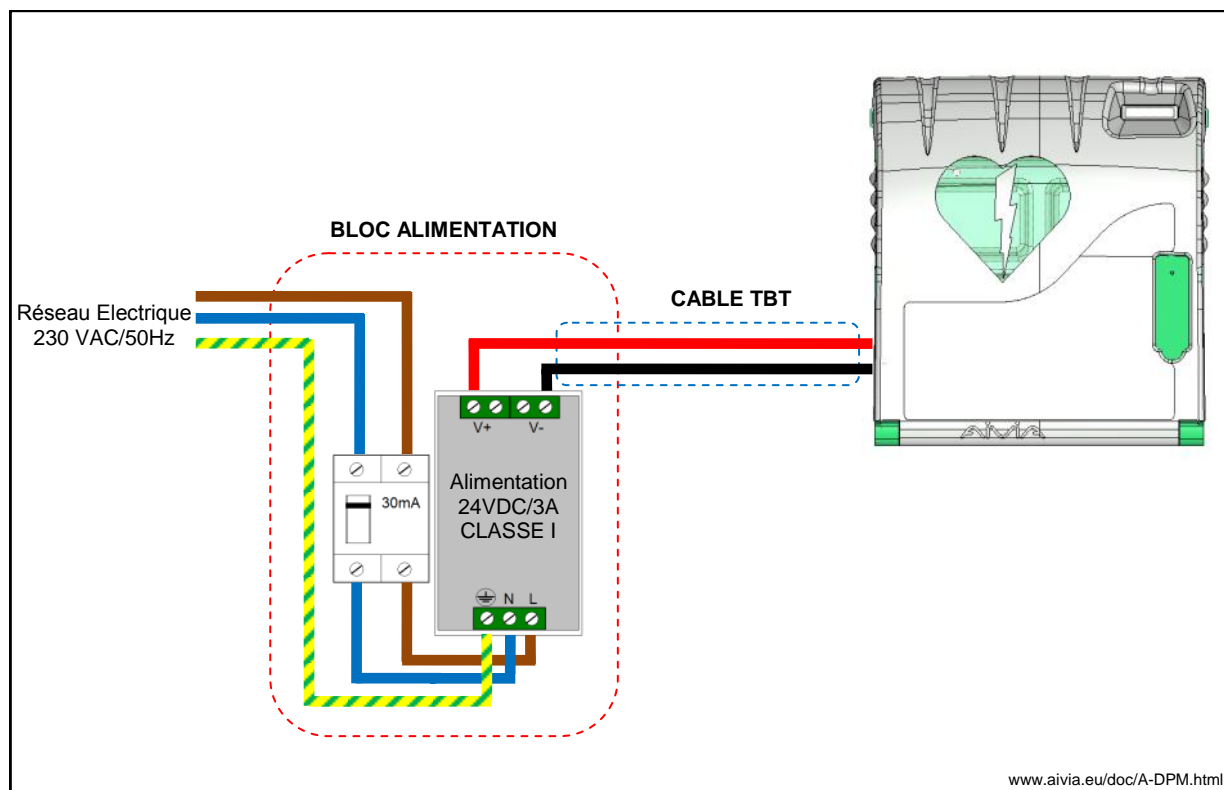 BLOC ALIMENTATION
Réseau Electrique
230 VAC/50Hz
CABLE TBT
V+ V-
30mA
Alimentation
24VDC/3A
CLASSE I
N L
AiViA
www.aivia.eu/doc/A-DPM.html